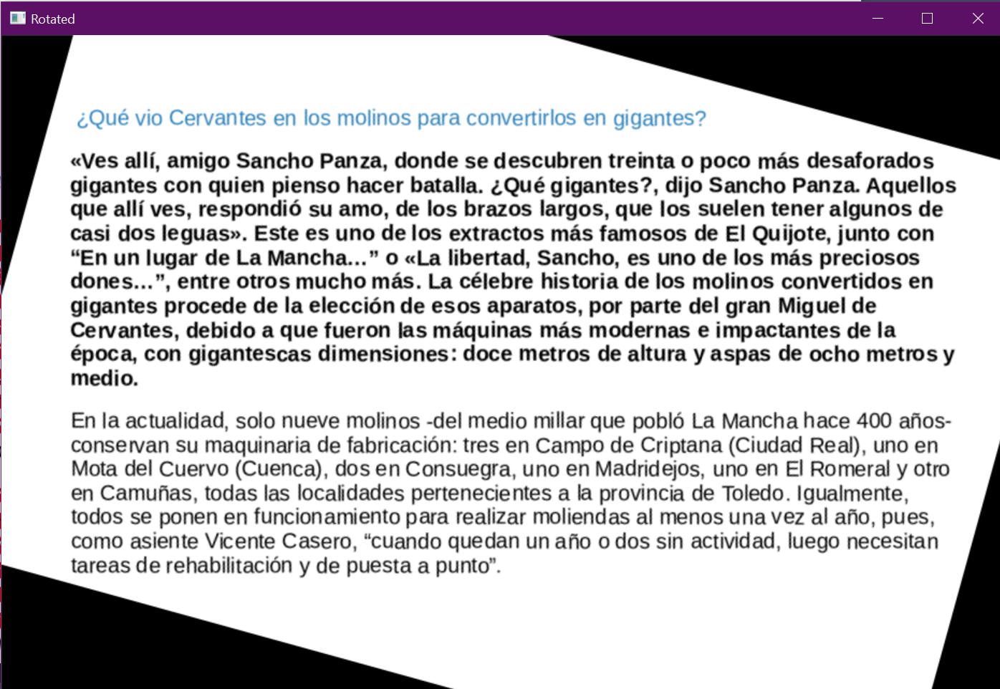 Rotated
¿Qué vio Cervantes en los molinos para convertirlos en gigantes?
«Ves allí, amigo Sancho Panza, donde se descubren treinta o poco más desaforados
gigantes con quien pienso hacer batalla. ¿Qué gigantes?, dijo Sancho Panza. Aquellos
que allí ves, respondió su amo, de los brazos largos, que los suelen tener algunos de
casi dos leguas». Este es uno de los extractos más famosos de El Quijote, junto con
“En un lugar de La Mancha...” o «La libertad, Sancho, es uno de los más preciosos
dones...”, entre otros mucho más. La célebre historia de los molinos convertidos en
gigantes procede de la elección de esos aparatos, por parte del gran Miguel de
Cervantes, debido a que fueron las máquinas más modernas e impactantes de la
época, con gigantescas dimensiones: doce metros de altura y aspas de ocho metros y
medio.
En la actualidad, solo nueve molinos -del medio millar que pobló La Mancha hace 400 años-
conservan su maquinaria de fabricación: tres en Campo de Criptana (Ciudad Real), uno en
Mota del Cuervo (Cuenca), dos en Consuegra, uno en Madridejos, uno en El Romeral y otro
en Camuñas, todas las localidades pertenecientes a la provincia de Toledo. Igualmente,
todos se ponen en funcionamiento para realizar moliendas al menos una vez al año, pues,
como asiente Vicente Casero, “cuando quedan un año o dos sin actividad, luego necesitan
tareas de rehabilitación y de puesta a punto”.